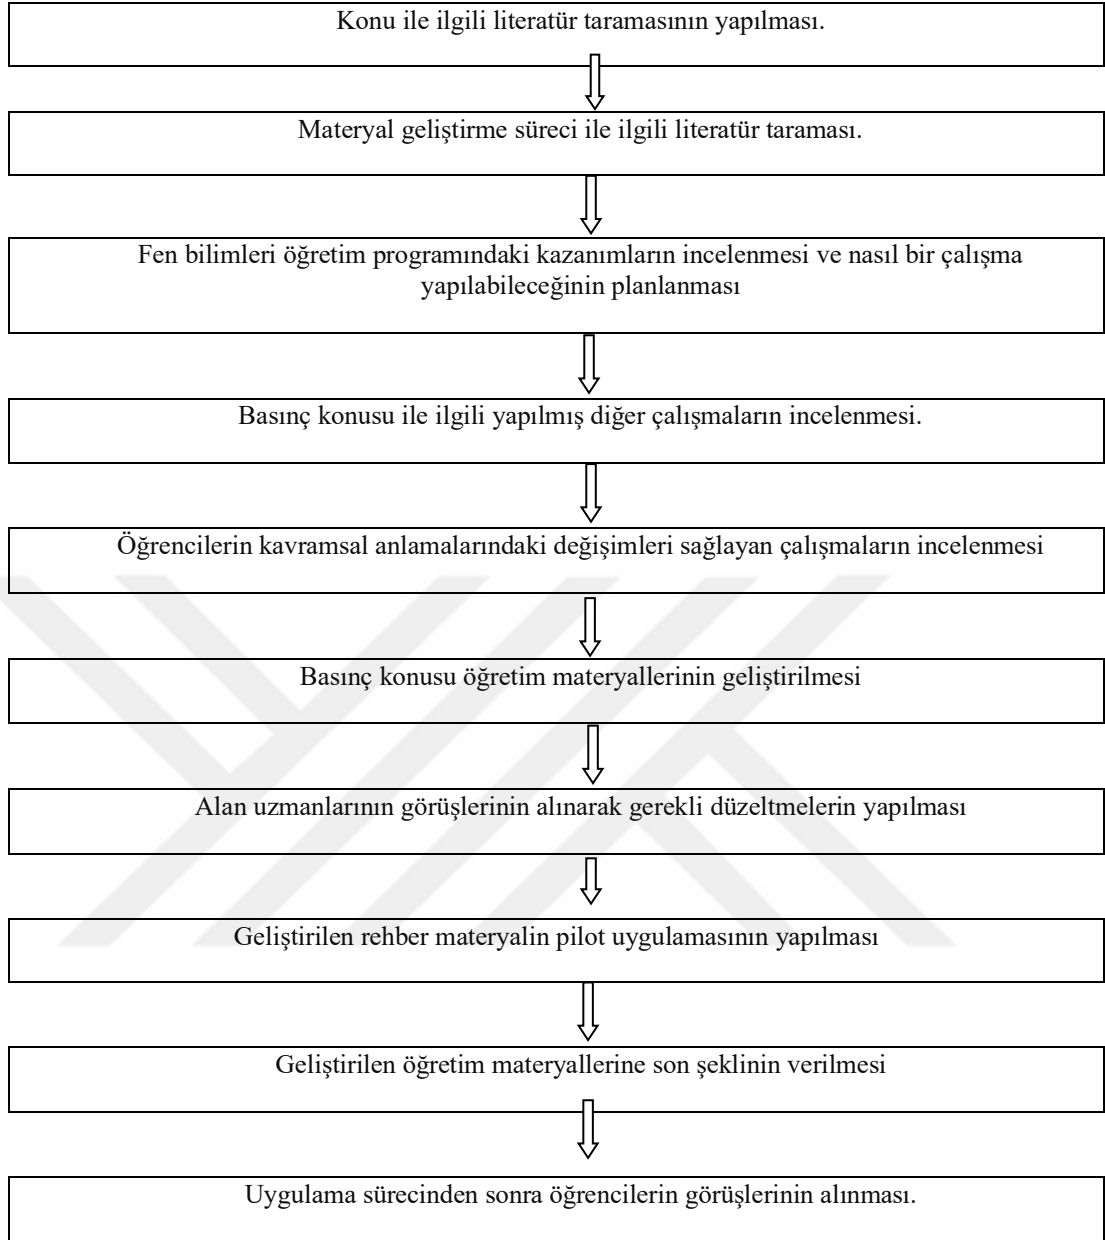 Konu ile ilgili literatür taramasının yapılması.
Materyal geliştirme süreci ile ilgili literatür taraması.
Fen bilimleri öğretim programındaki kazanımların incelenmesi ve nasıl bir çalışma
yapılabileceğinin planlanması
Basınç konusu ile ilgili yapılmış diğer çalışmaların incelenmesi.
Öğrencilerin kavramsal anlamalarındaki değişimleri sağlayan çalışmaların incelenmesi
Basınç konusu öğretim materyallerinin geliştirilmesi
Alan uzmanlarının görüşlerinin alınarak gerekli düzeltmelerin yapılması
Geliştirilen rehber materyalin pilot uygulamasının yapılması
Geliştirilen öğretim materyallerine son şeklinin verilmesi
Uygulama sürecinden sonra öğrencilerin görüşlerinin alınması.